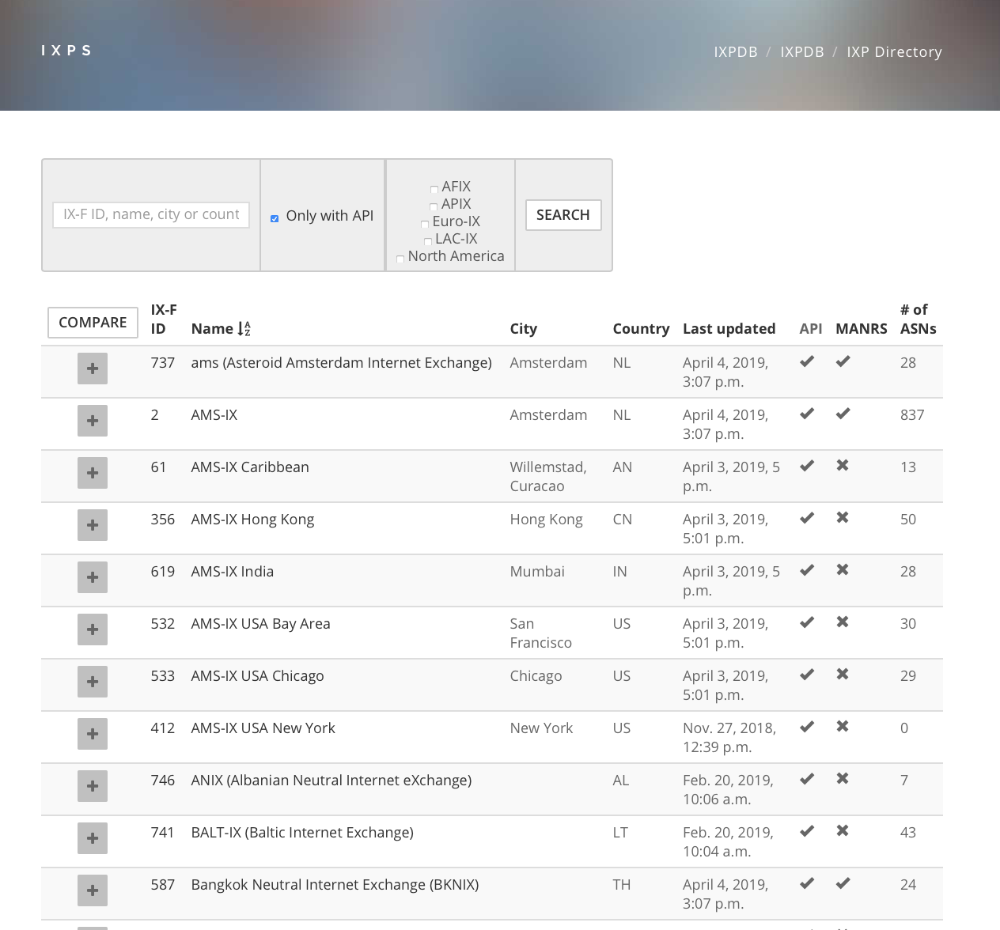 IXPS
IXPDB / IXPDB / IXP Directory
IX-F ID, name, city or count
Only with API
AFIX
APIX
Euro-IX
LAC-IX
North America
SEARCH
COMPARE
IX-F
ID
Name
City
Country
Last updated
API
MANRS
# of
ASNs
737 ams (Asteroid Amsterdam Internet Exchange) Amsterdam NL April 4, 2019, 28
3:07 p.m.
2 AMS-IX Amsterdam NL April 4, 2019, 837
3:07 p.m.
61 AMS-IX Caribbean Willemstad, AN April 3, 2019, 5 13
Curacao p.m.
356 AMS-IX Hong Kong Hong Kong CN April 3, 2019, 50
5:01 p.m.
619 AMS-IX India Mumbai IN April 3, 2019, 5 28
p.m.
532 AMS-IX USA Bay Area San US April 3, 2019, 30
Francisco 5:01 p.m.
533 AMS-IX USA Chicago Chicago US April 3, 2019, 29
5:01 p.m.
412 AMS-IX USA New York New York US Nov. 27, 2018, 0
12:39 p.m.
746 ANIX (Albanian Neutral Internet eXchange) AL Feb. 20, 2019, 7
10:06 a.m.
741 BALT-IX (Baltic Internet Exchange) LT Feb. 20, 2019, 43
10:04 a.m.
587 Bangkok Neutral Internet Exchange (BKNIX) TH April 4, 2019, 24
3:07 p.m.